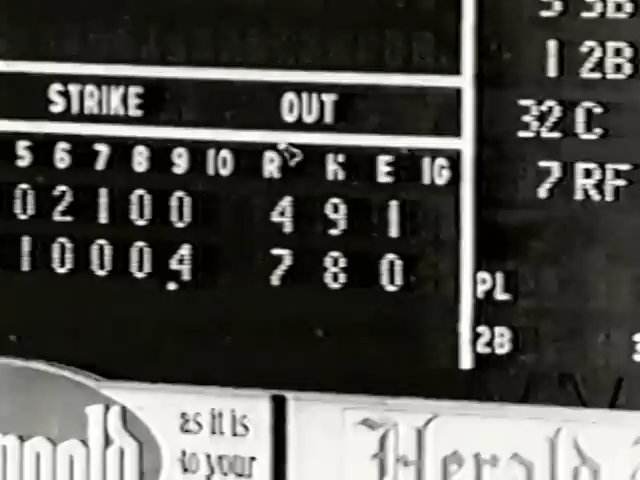 3B
1 2B
STRIKE OUT
32 C
5 6 7 8 9 10 R H E IG
7 RF
0 2 1 0 0 4 9 1
1 0 0 0 4 7 8 0
PL
2B
as it is
to your
Herald